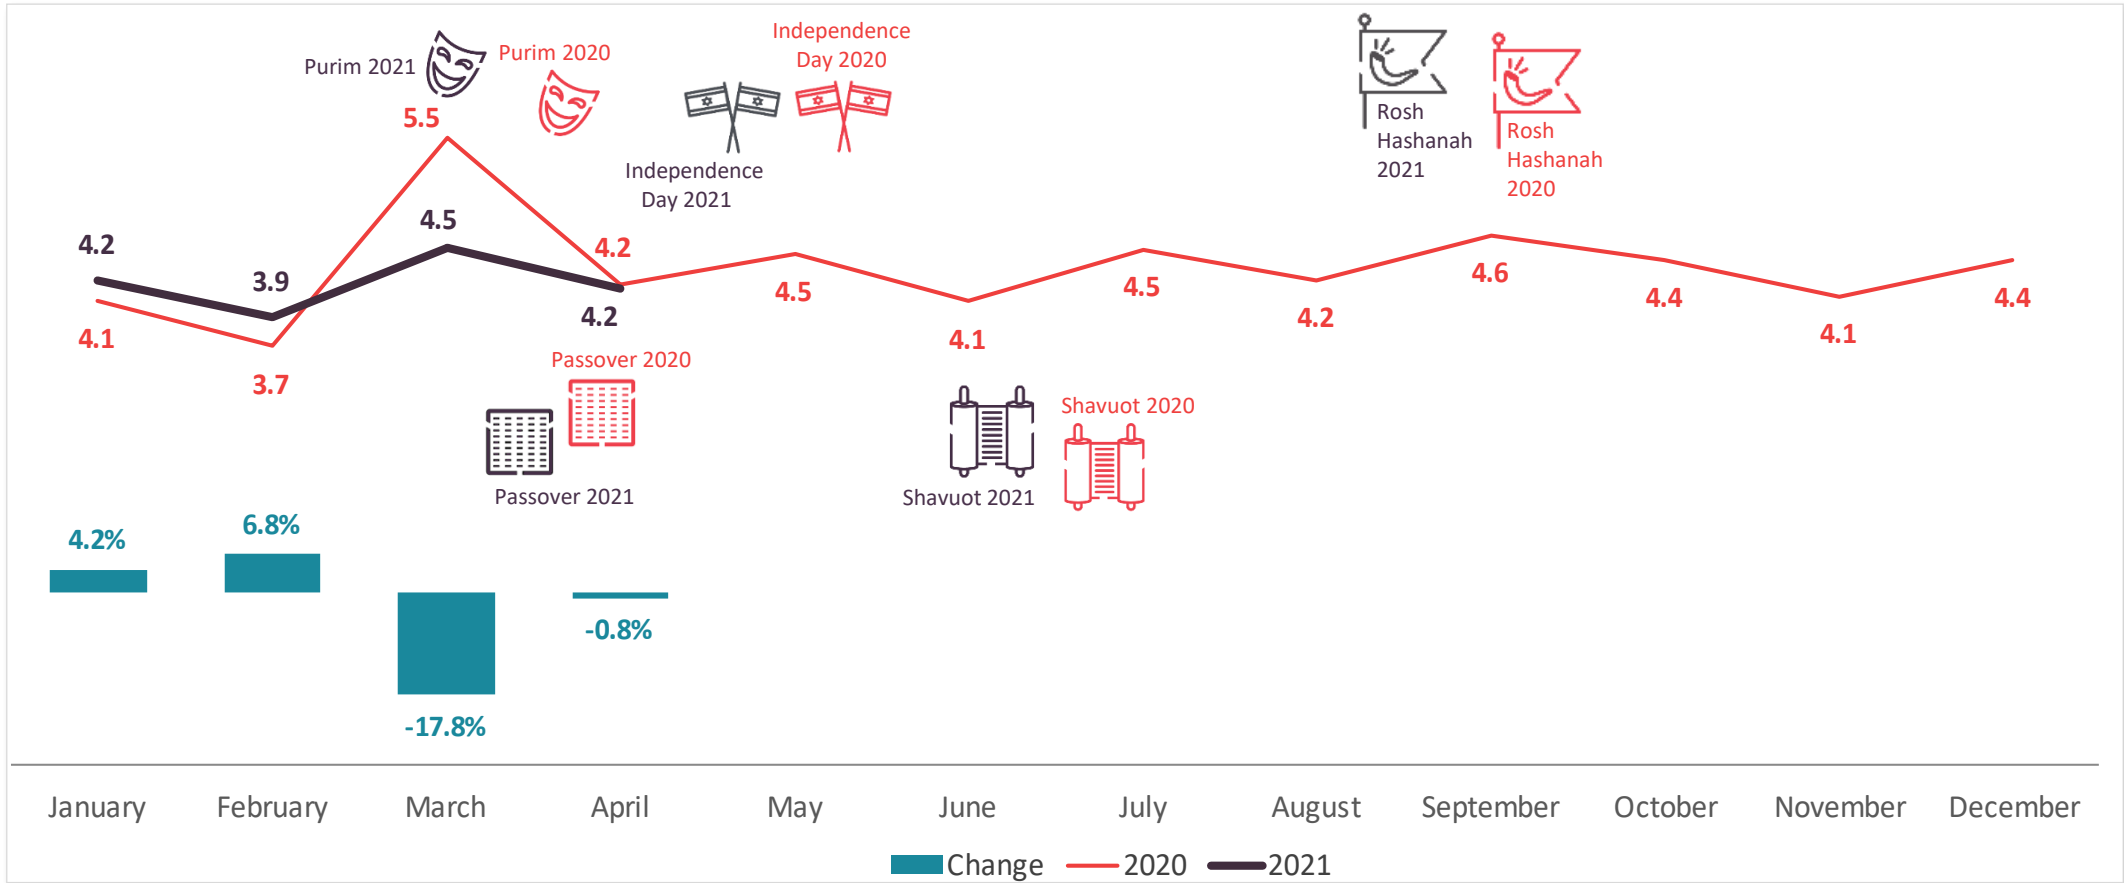 Purim 2021
Purim 2020
Independence
Day 2020
Independence
Day 2021
Rosh
Hashanah
2021
Rosh
Hashanah
2020
5.5
4.2
3.9
4.5
4.2
4.1
3.7
4.2
4.5
4.1
4.5
4.2
4.6
4.4
4.1
4.4
Passover 2020
Passover 2021
Shavuot 2020
Shavuot 2021
4.2%
6.8%
-17.8%
-0.8%
January February March April May June July August September October November December
Change 2020 2021